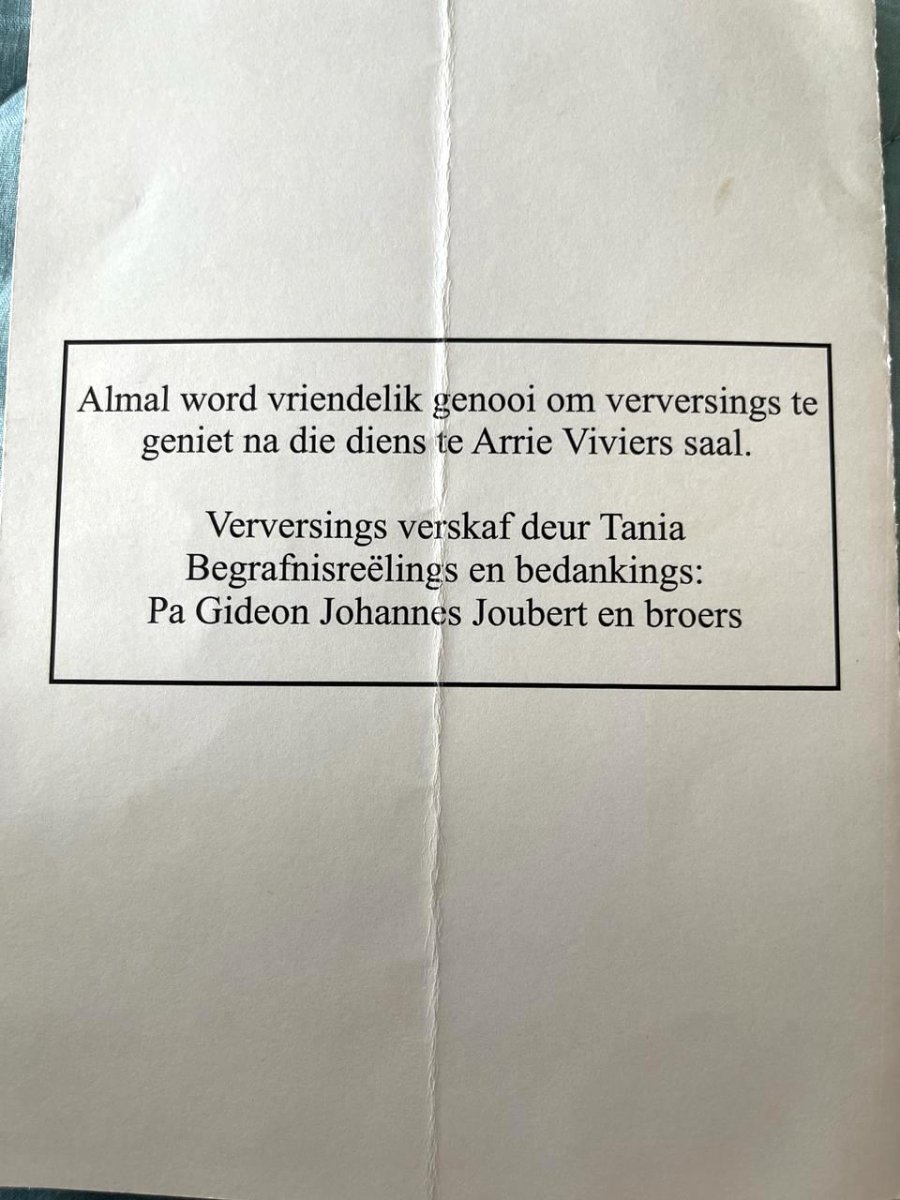 Almal word vriendelik genooi om verversings te
geniet na die diens te Arrie Viviers saal.
Verversings verskaf deur Tania
Begrafnisreëlings en bedankings:
Pa Gideon Johannes Joubert en broers